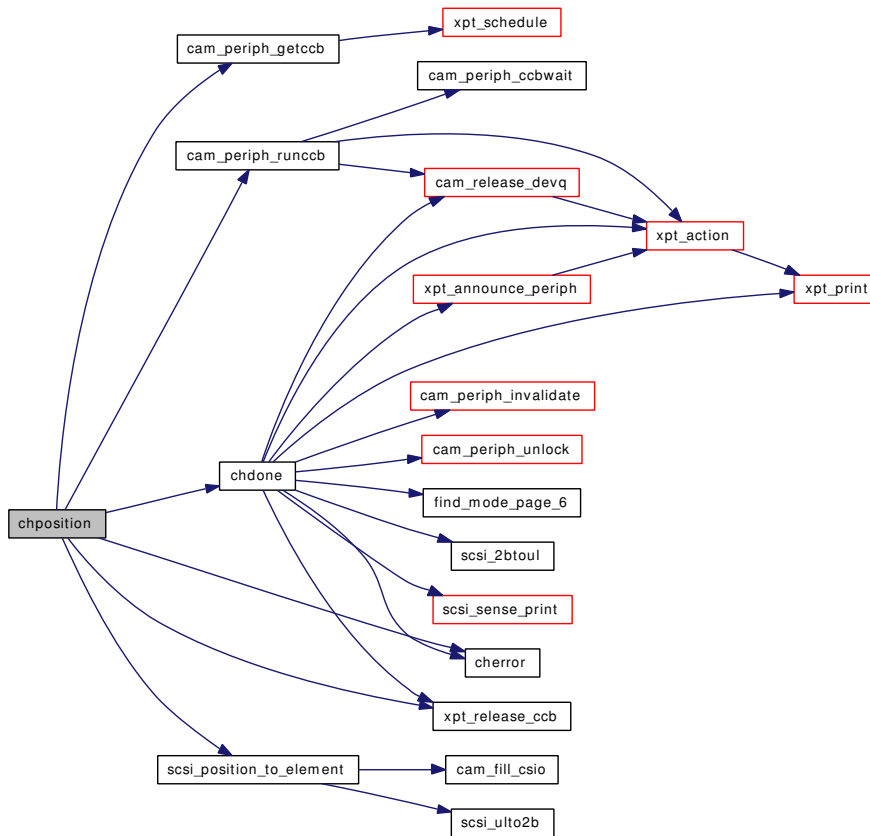 xpt_schedule
cam_periph_getccb
cam_periph_ccbwait
cam_periph_runccb
cam_release_devq
xpt_action
xpt_announce_periph
xpt_print
cam_periph_invalidate
cam_periph_unlock
chdone
find_mode_page_6
chposition
scsi_2btoul
scsi_sense_print
cherror
xpt_release_ccb
scsi_position_to_element
cam_fill_csio
scsi_ulto2b